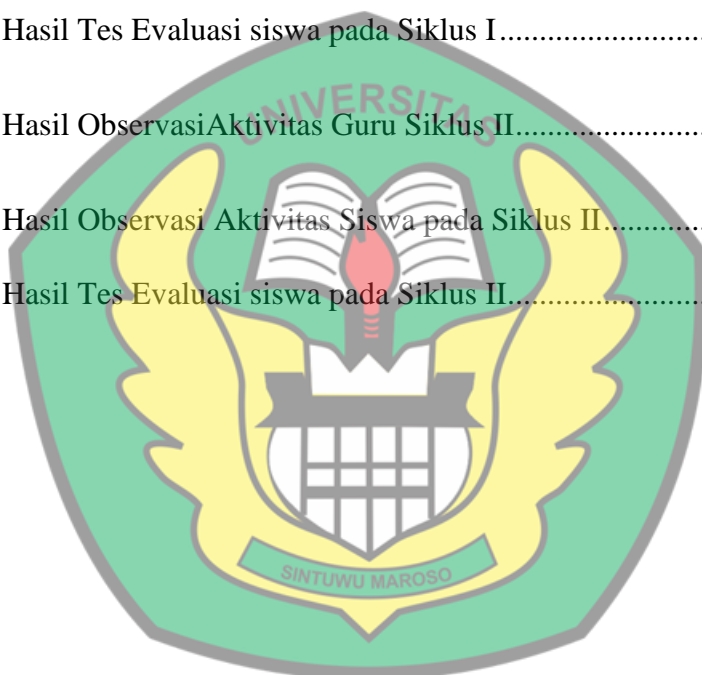 Hasil Tes Evaluasi siswa pada Siklus I........................
UNIVERSITAS
Hasil ObservasiAktivitas Guru Siklus II......................
Hasil Observasi Aktivitas Siswa pada Siklus II............
Hasil Tes Evaluasi siswa pada Siklus II.......................
SINTUWU MAROSO